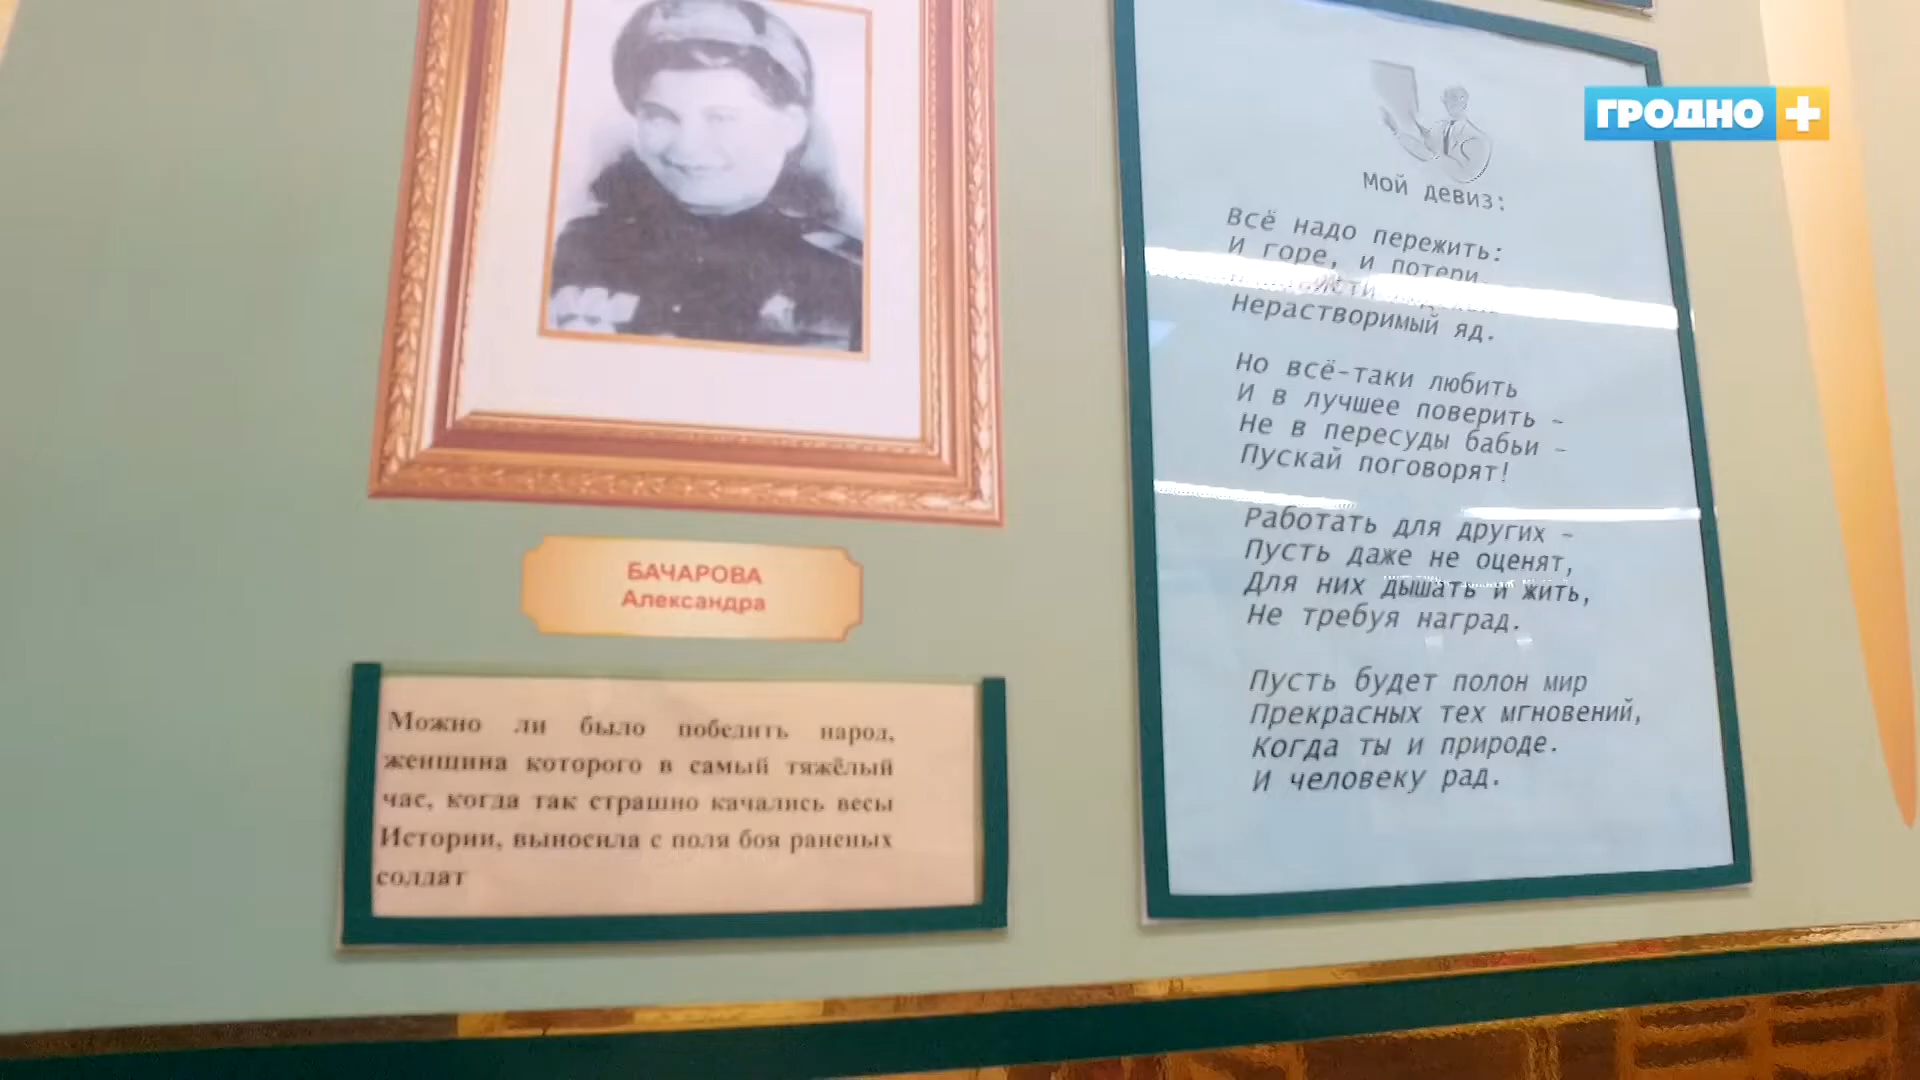 ГРОДНО +
БАЧАРОВА
Александра
Можно ли было победить народ,
женщина которого в самый тяжёлый
час, когда так страшно качались весы
Истории, выносила с поля боя раненых
солдат
Мой девиз:
Всё надо пережить:
И горе, и потери,
Нерастворимый яд.
Но всё-таки любить
И в лучшее поверить -
Не в пересуды бабьи -
Пускай поговорят!
Работать для других -
Пусть даже не оценят,
Для них дышать и жить,
Не требуя наград.
Пусть будет полон мир
Прекрасных тех мгновений,
Когда ты и природе.
И человеку рад.